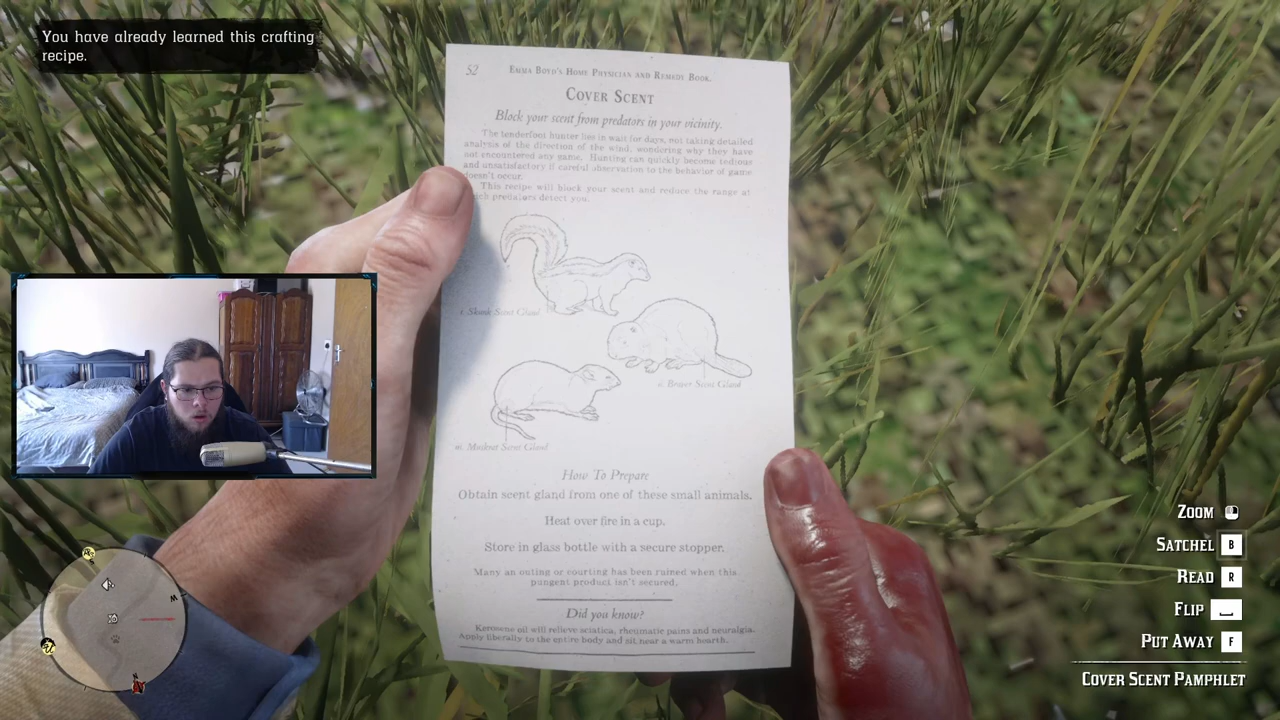 You have already learned this crafting
recipe.
52
EMMA BOYD'S HOME PHYSICIAN AND REMEDY BOOK.
COVER SCENT
Block your scent from predators in your vicinity.
The tenderfoot hunter lies in wait for days, not taking detailed
analysis of the direction of the wind, wondering why they have
not encountered any game. Hunting can quickly become tedious
and unsatisfactory if careful observation to the behavior of game
doesn't occur.
This recipe will block your scent and reduce the range at
predators detect you.
i. Skunk Scent Gland
ii. Beaver Scent Gland
iii. Muskrat Scent Gland
How To Prepare
Obtain scent gland from one of these small animals.
Heat over fire in a cup.
Store in glass bottle with a secure stopper.
Many an outing or courting has been ruined when this
pungent product isn't secured.
Did you know?
Kerosene oil will relieve sciatica, rheumatic pains and neuralgia.
Apply liberally to the entire body and sit near a warm hearth.
ZOOM
SATCHEL B
READ R
FLIP
PUT AWAY F
COVER SCENT PAMPHLET